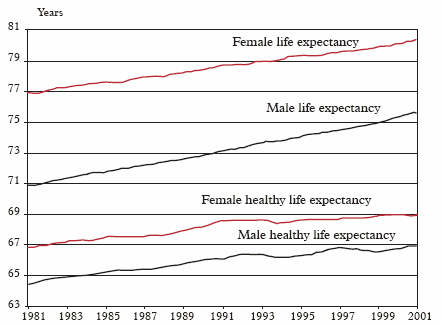 Years
81
Female life expectancy
79
77
Male life expectancy
75
73
71
Female healthy life expectancy
69
Male healthy life expectancy
67
65
63
1981 1983 1985 1987 1989 1991 1993 1995 1997 1999 2001